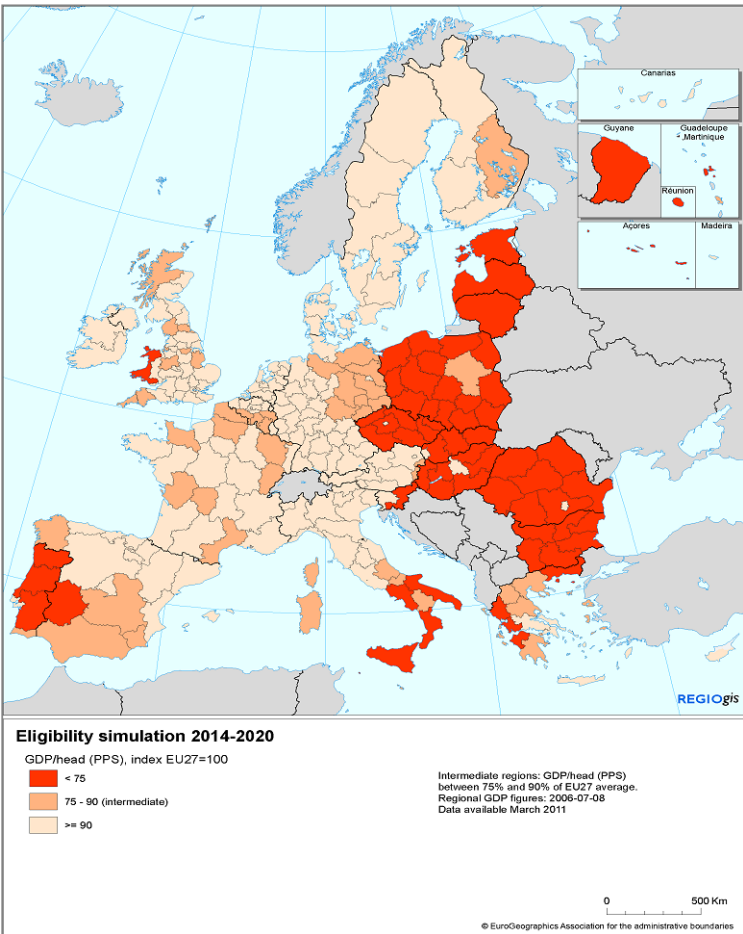 Canarias
Guyane
Guadeloupe
Martinique
Réunion
Açores
Madeira
REGIOgis
Eligibility simulation 2014-2020
GDP/head (PPS), index EU27=100
< 75
75 - 90 (intermediate)
>= 90
Intermediate regions: GDP/head (PPS)
between 75% and 90% of EU27 average.
Regional GDP figures: 2006-07-08
Data available March 2011
0 500 Km
© EuroGeographics Association for the administrative boundaries